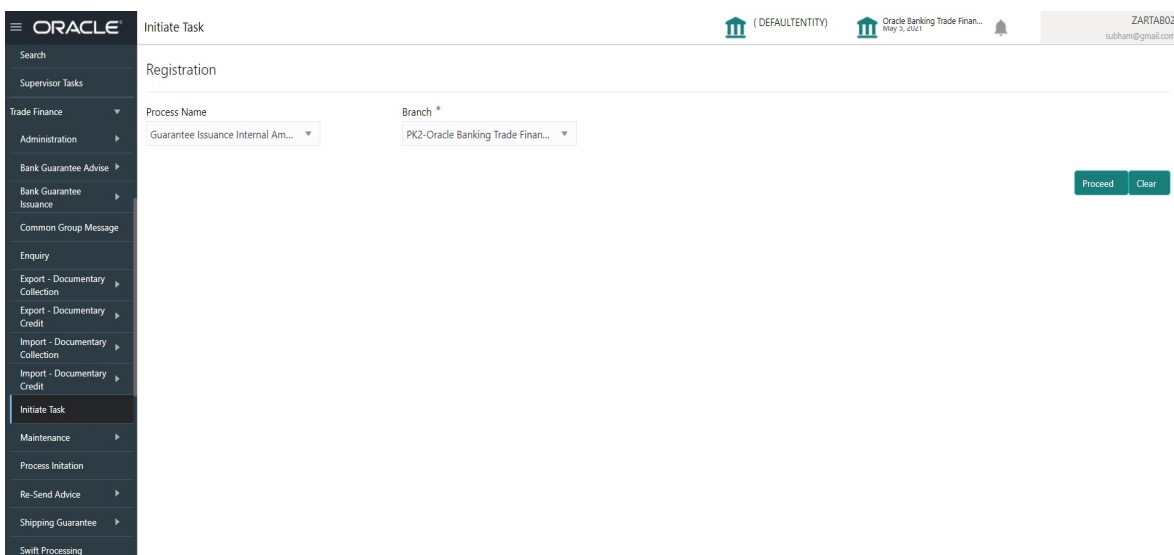 ORACLE
Initiate Task
( DEFAULTENTITY)
Oracle Banking Trade Finan...
May 5, 2021
ZARTAB02
subham@gmail.com
Search
Supervisor Tasks
Trade Finance
Administration
Bank Guarantee Advise
Bank Guarantee
Issuance
Common Group Message
Enquiry
Export - Documentary
Collection
Export - Documentary
Credit
Import - Documentary
Collection
Import - Documentary
Credit
Initiate Task
Maintenance
Process Initation
Re-Send Advice
Shipping Guarantee
Swift Processing
Registration
Process Name
Branch *
Guarantee Issuance Internal Am...
PK2-Oracle Banking Trade Finan...
Proceed
Clear